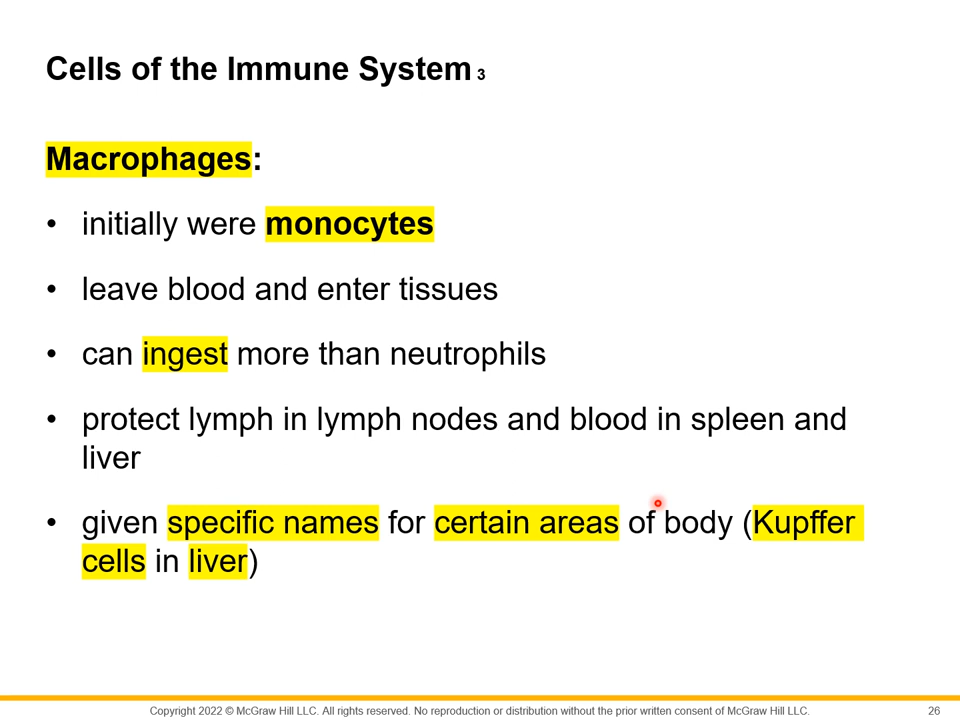 Cells of the Immune System 3
Macrophages:
• initially were monocytes
• leave blood and enter tissues
• can ingest more than neutrophils
• protect lymph in lymph nodes and blood in spleen and
liver
• given specific names for certain areas of body (Kupffer
cells in liver)
Copyright 2022 © McGraw Hill LLC. All rights reserved. No reproduction or distribution without the prior written consent of McGraw Hill LLC. 26